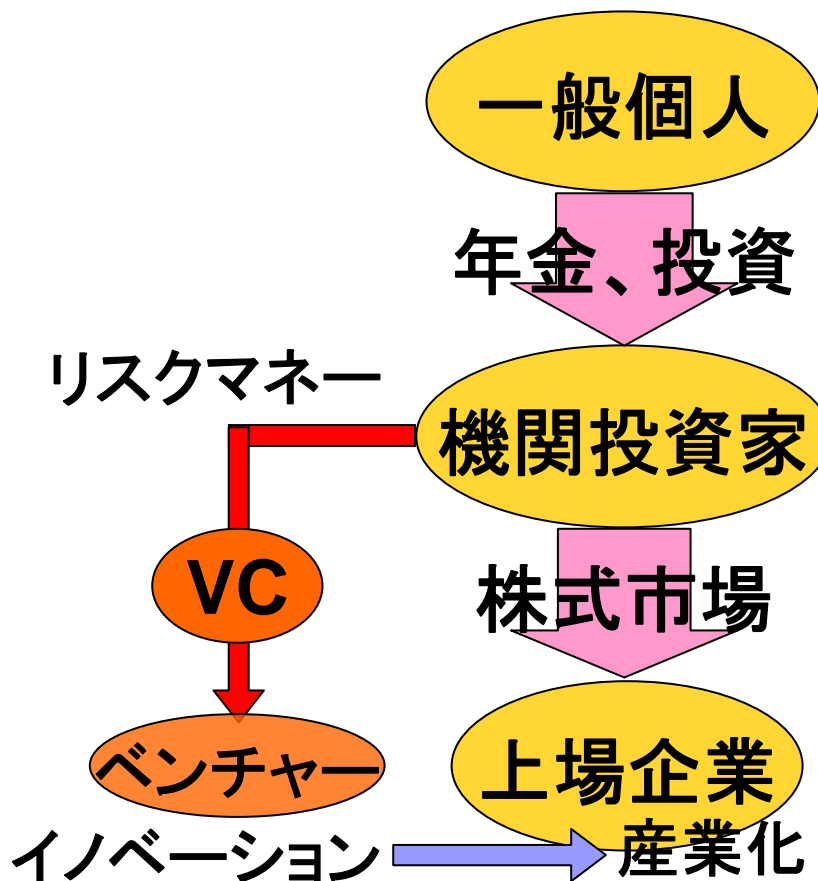 一般個人
年金、投資
リスクマネー
機関投資家
VC
株式市場
ベンチャー
上場企業
イノベーション
産業化